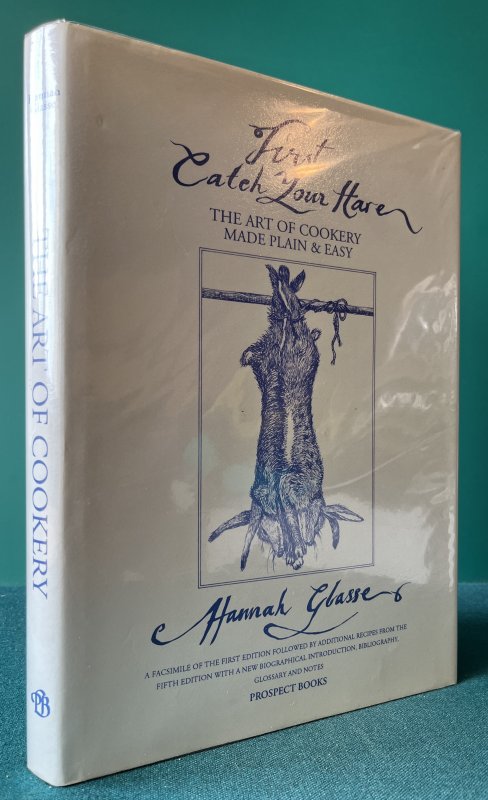 First
Catch Your Hare
THE ART OF COOKERY
MADE PLAIN & EASY
Hannah Glasse
A FACSIMILE OF THE FIRST EDITION FOLLOWED BY ADDITIONAL RECIPES FROM THE
FIFTH EDITION WITH A NEW BIOGRAPHICAL INTRODUCTION, BIBLIOGRAPHY,
GLOSSARY AND NOTES
PROSPECT BOOKS
Hannah
Glasse
THE ART OF COOKERY